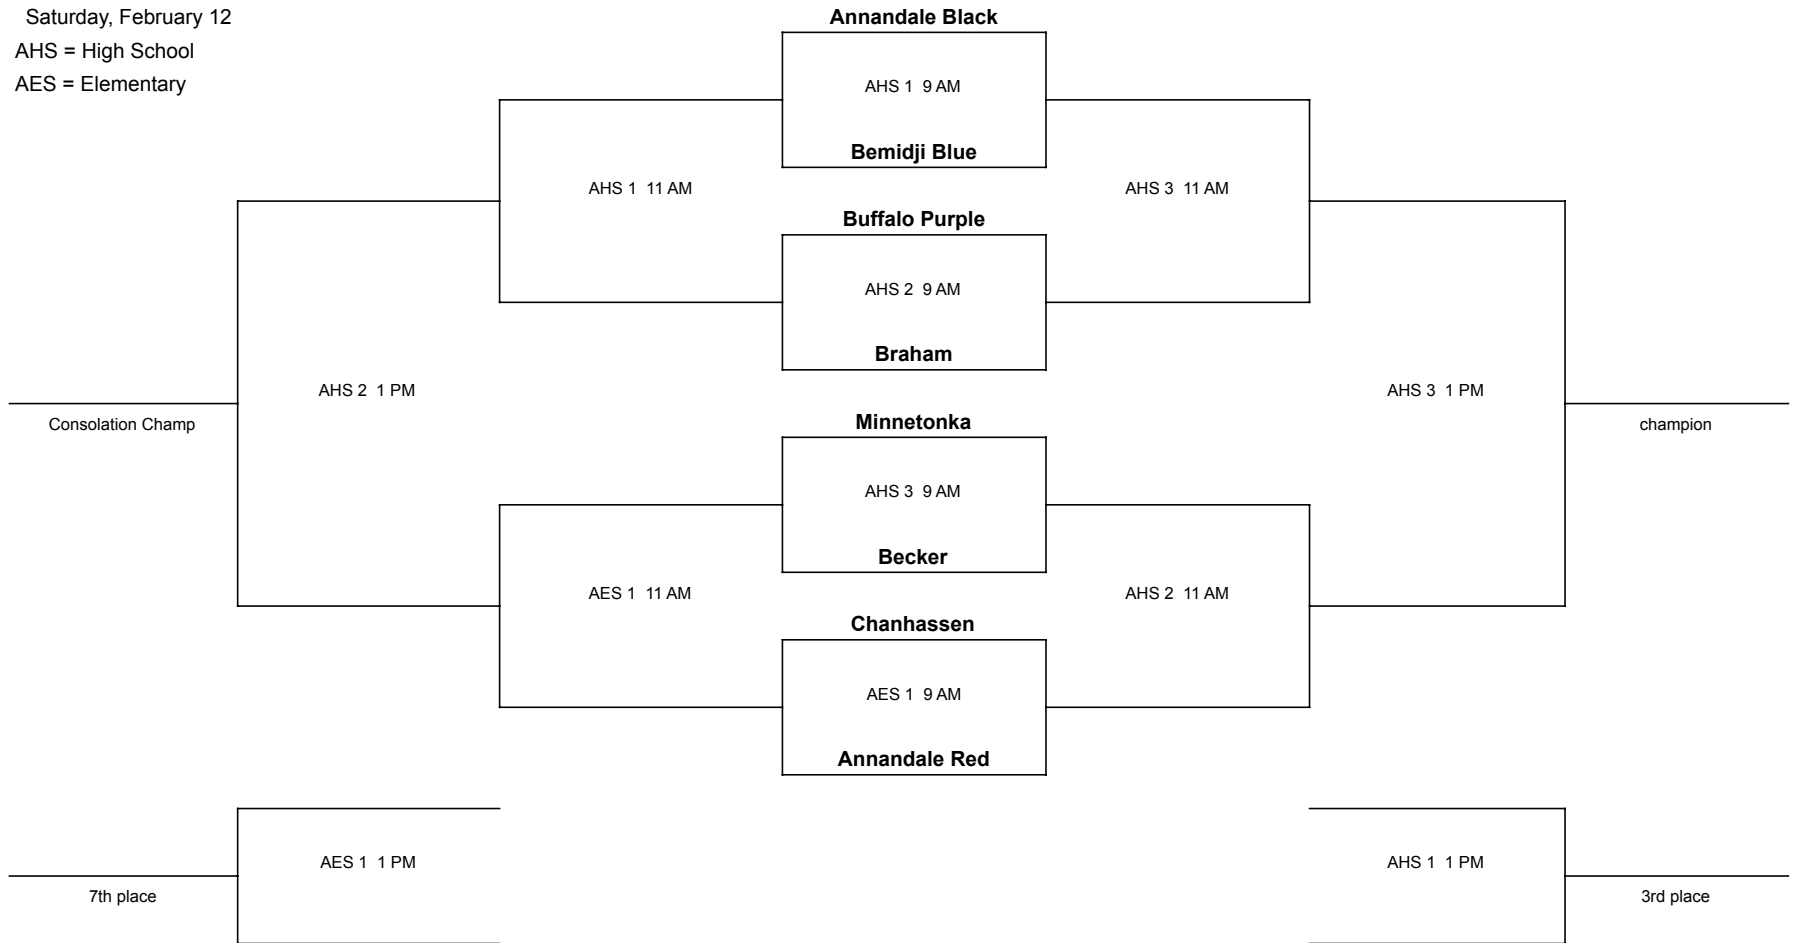 Saturday, February 12
AHS = High School
AES = Elementary
Annandale Black
AHS 1 9 AM
Bemidji Blue
AHS 1 11 AM
AHS 3 11 AM
Buffalo Purple
AHS 2 9 AM
Braham
AHS 2 1 PM
AHS 3 1 PM
Consolation Champ
champion
Minnetonka
AHS 3 9 AM
Becker
AES 1 11 AM
AHS 2 11 AM
Chanhassen
AES 1 9 AM
Annandale Red
AES 1 1 PM
AHS 1 1 PM
7th place
3rd place